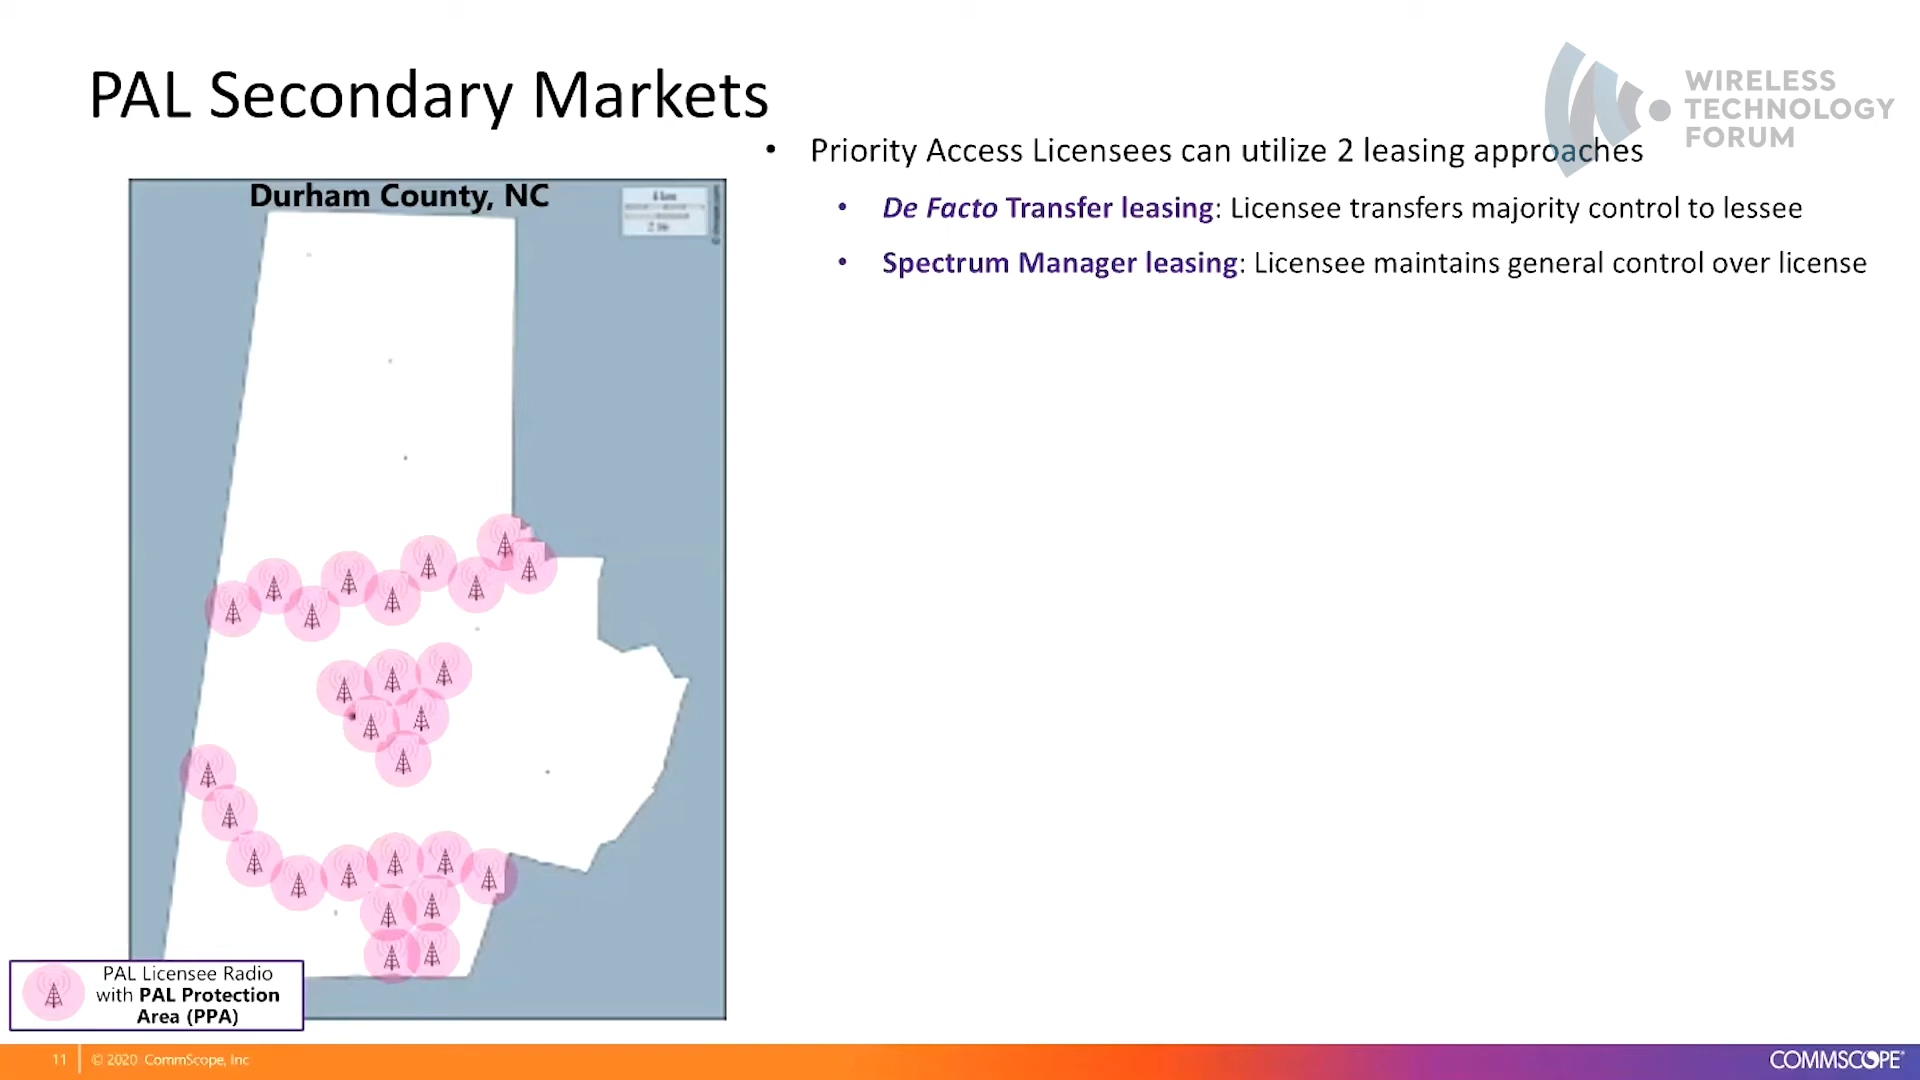 PAL Secondary Markets
WIRELESS
TECHNOLOGY
FORUM
• Priority Access Licensees can utilize 2 leasing approaches
• De Facto Transfer leasing: Licensee transfers majority control to lessee
• Spectrum Manager leasing: Licensee maintains general control over license
Durham County, NC
PAL Licensee Radio
with PAL Protection
Area (PPA)
11
© 2020 CommScope, Inc
COMMSCOPE®